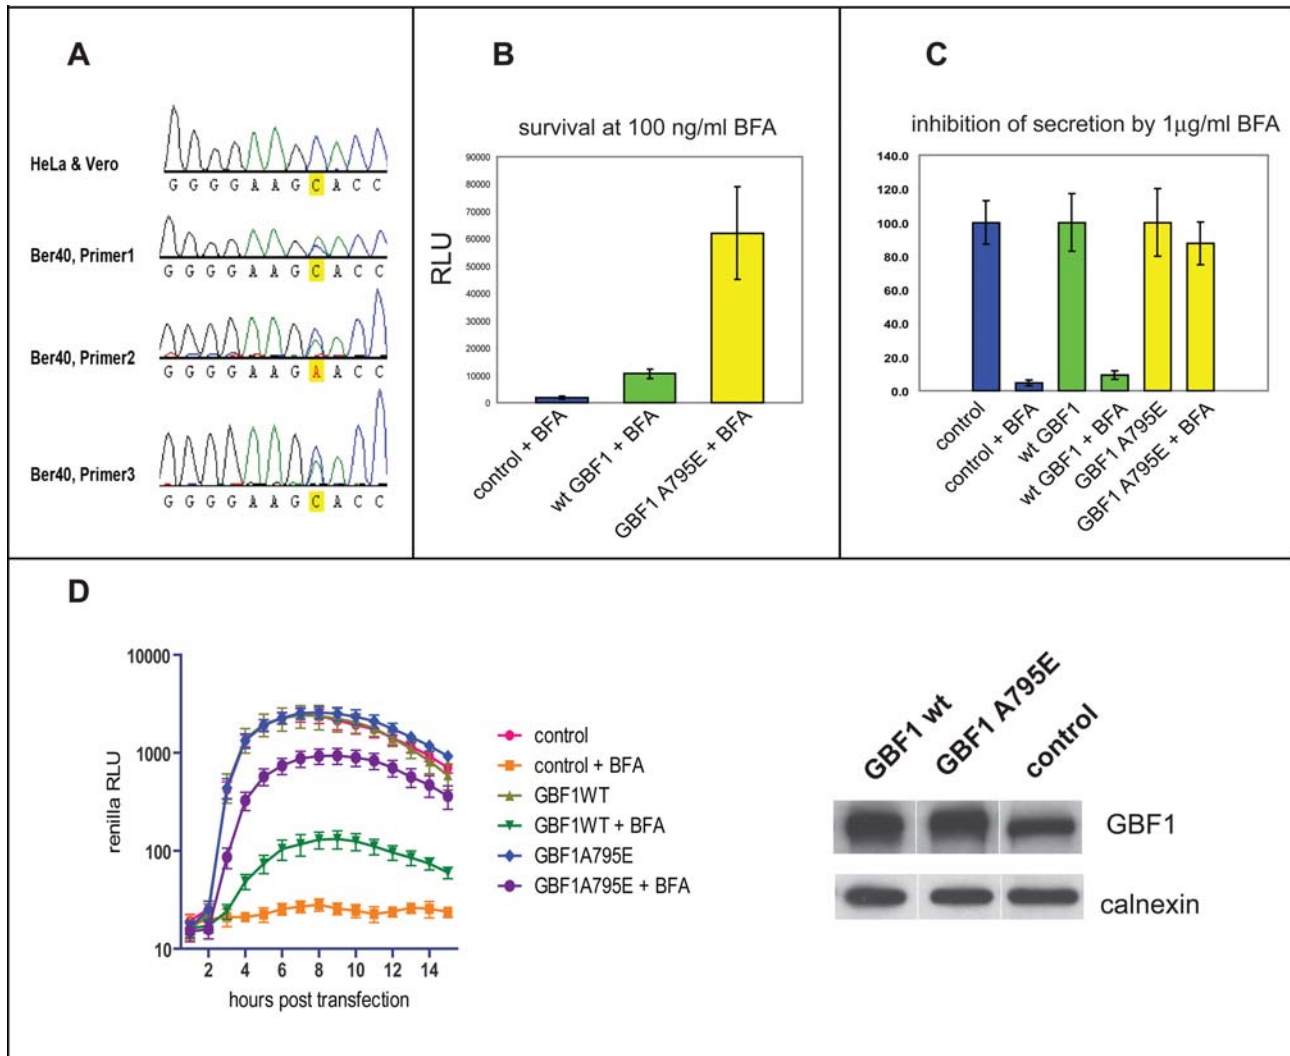 A
HeLa & Vero
G G G G A A G C A C C
Ber40, Primer1
G G G G A A G C A C C
Ber40, Primer2
G G G G A A G A A C C
Ber40, Primer3
G G G G A A G C A C C
B
survival at 100 ng/ml BFA
RLU
90000
80000
70000
60000
50000
40000
30000
20000
10000
0
control + BFA
wt GBF1 + BFA
GBF1 A795E + BFA
C
inhibition of secretion by 1µg/ml BFA
140.0
120.0
100.0
80.0
60.0
40.0
20.0
0.0
control
control + BFA
wt GBF1
wt GBF1 + BFA
GBF1 A795E
GBF1 A795E + BFA
D
renilla RLU
10000
1000
100
10
2 4 6 8 10 12 14
hours post transfection
control
control + BFA
GBF1WT
GBF1WT + BFA
GBF1A795E
GBF1A795E + BFA
GBF1 wt
GBF1 A795E
control
GBF1
calnexin